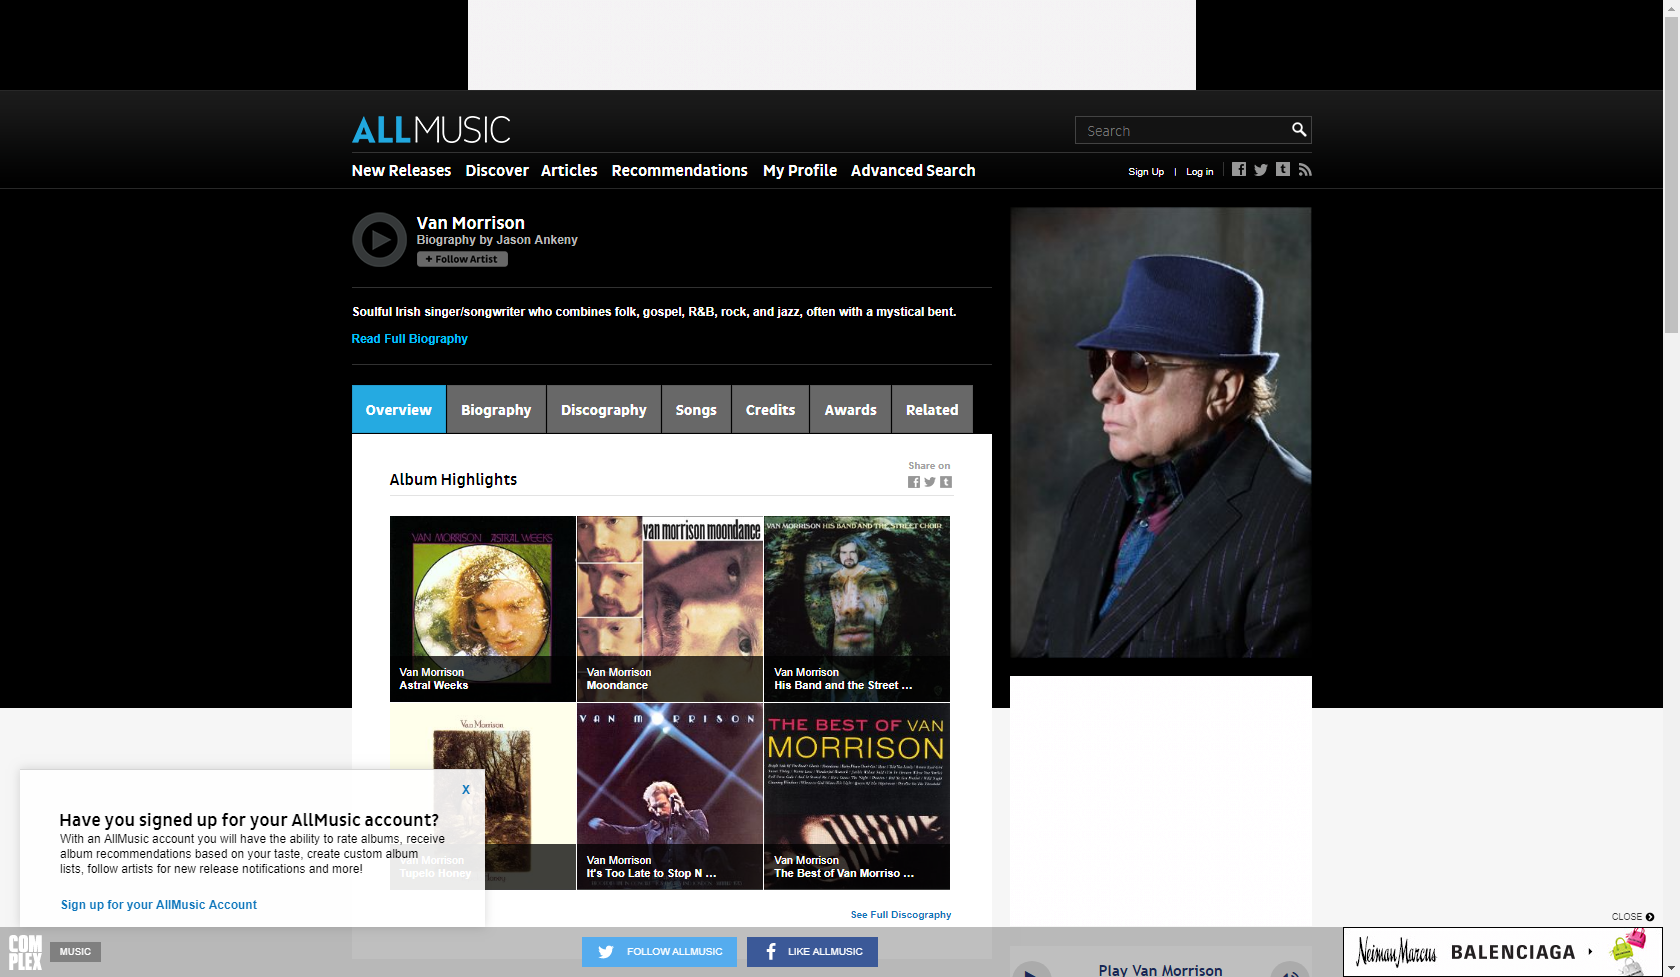 ALLMUSIC
Search
New Releases Discover Articles Recommendations My Profile Advanced Search
Sign Up | Log in
Van Morrison
Biography by Jason Ankeny
+ Follow Artist
Soulful Irish singer/songwriter who combines folk, gospel, R&B, rock, and jazz, often with a mystical bent.
Read Full Biography
Overview Biography Discography Songs Credits Awards Related
Share on
Album Highlights
VAN MORRISON ASTRAL WEEKS
van morrison moondance
VAN MORRISON HIS BAND AND THE STREET CHOIR
Van Morrison
Astral Weeks
Van Morrison
Moondance
Van Morrison
His Band and the Street ...
Van Morrison
VAN MORRISON
THE BEST OF VAN
MORRISON
Van Morrison
Tupelo Honey
Van Morrison
It's Too Late to Stop N ...
Van Morrison
The Best of Van Morriso ...
X
Have you signed up for your AllMusic account?
With an AllMusic account you will have the ability to rate albums, receive
album recommendations based on your taste, create custom album
lists, follow artists for new release notifications and more!
Sign up for your AllMusic Account
See Full Discography
CLOSE
COM
PLEX
MUSIC
FOLLOW ALLMUSIC
LIKE ALLMUSIC
Neiman Marcus BALENCIAGA
Play Van Morrison